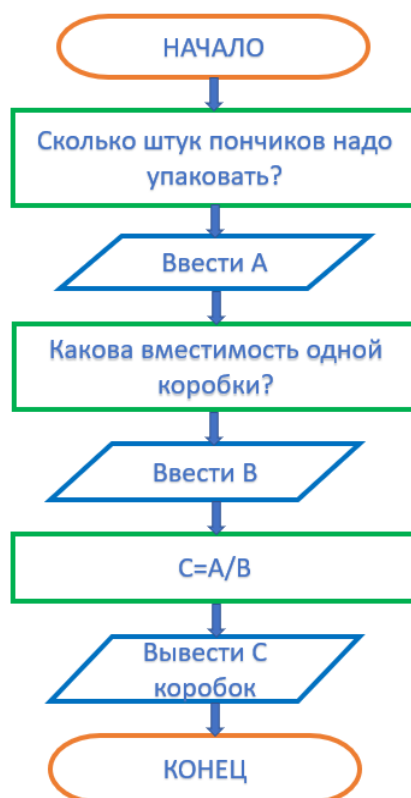 НАЧАЛО
Сколько штук пончиков надо
упаковать?
Ввести А
Какова вместимость одной
коробки?
Ввести В
С=А/В
Вывести С
коробок
КОНЕЦ